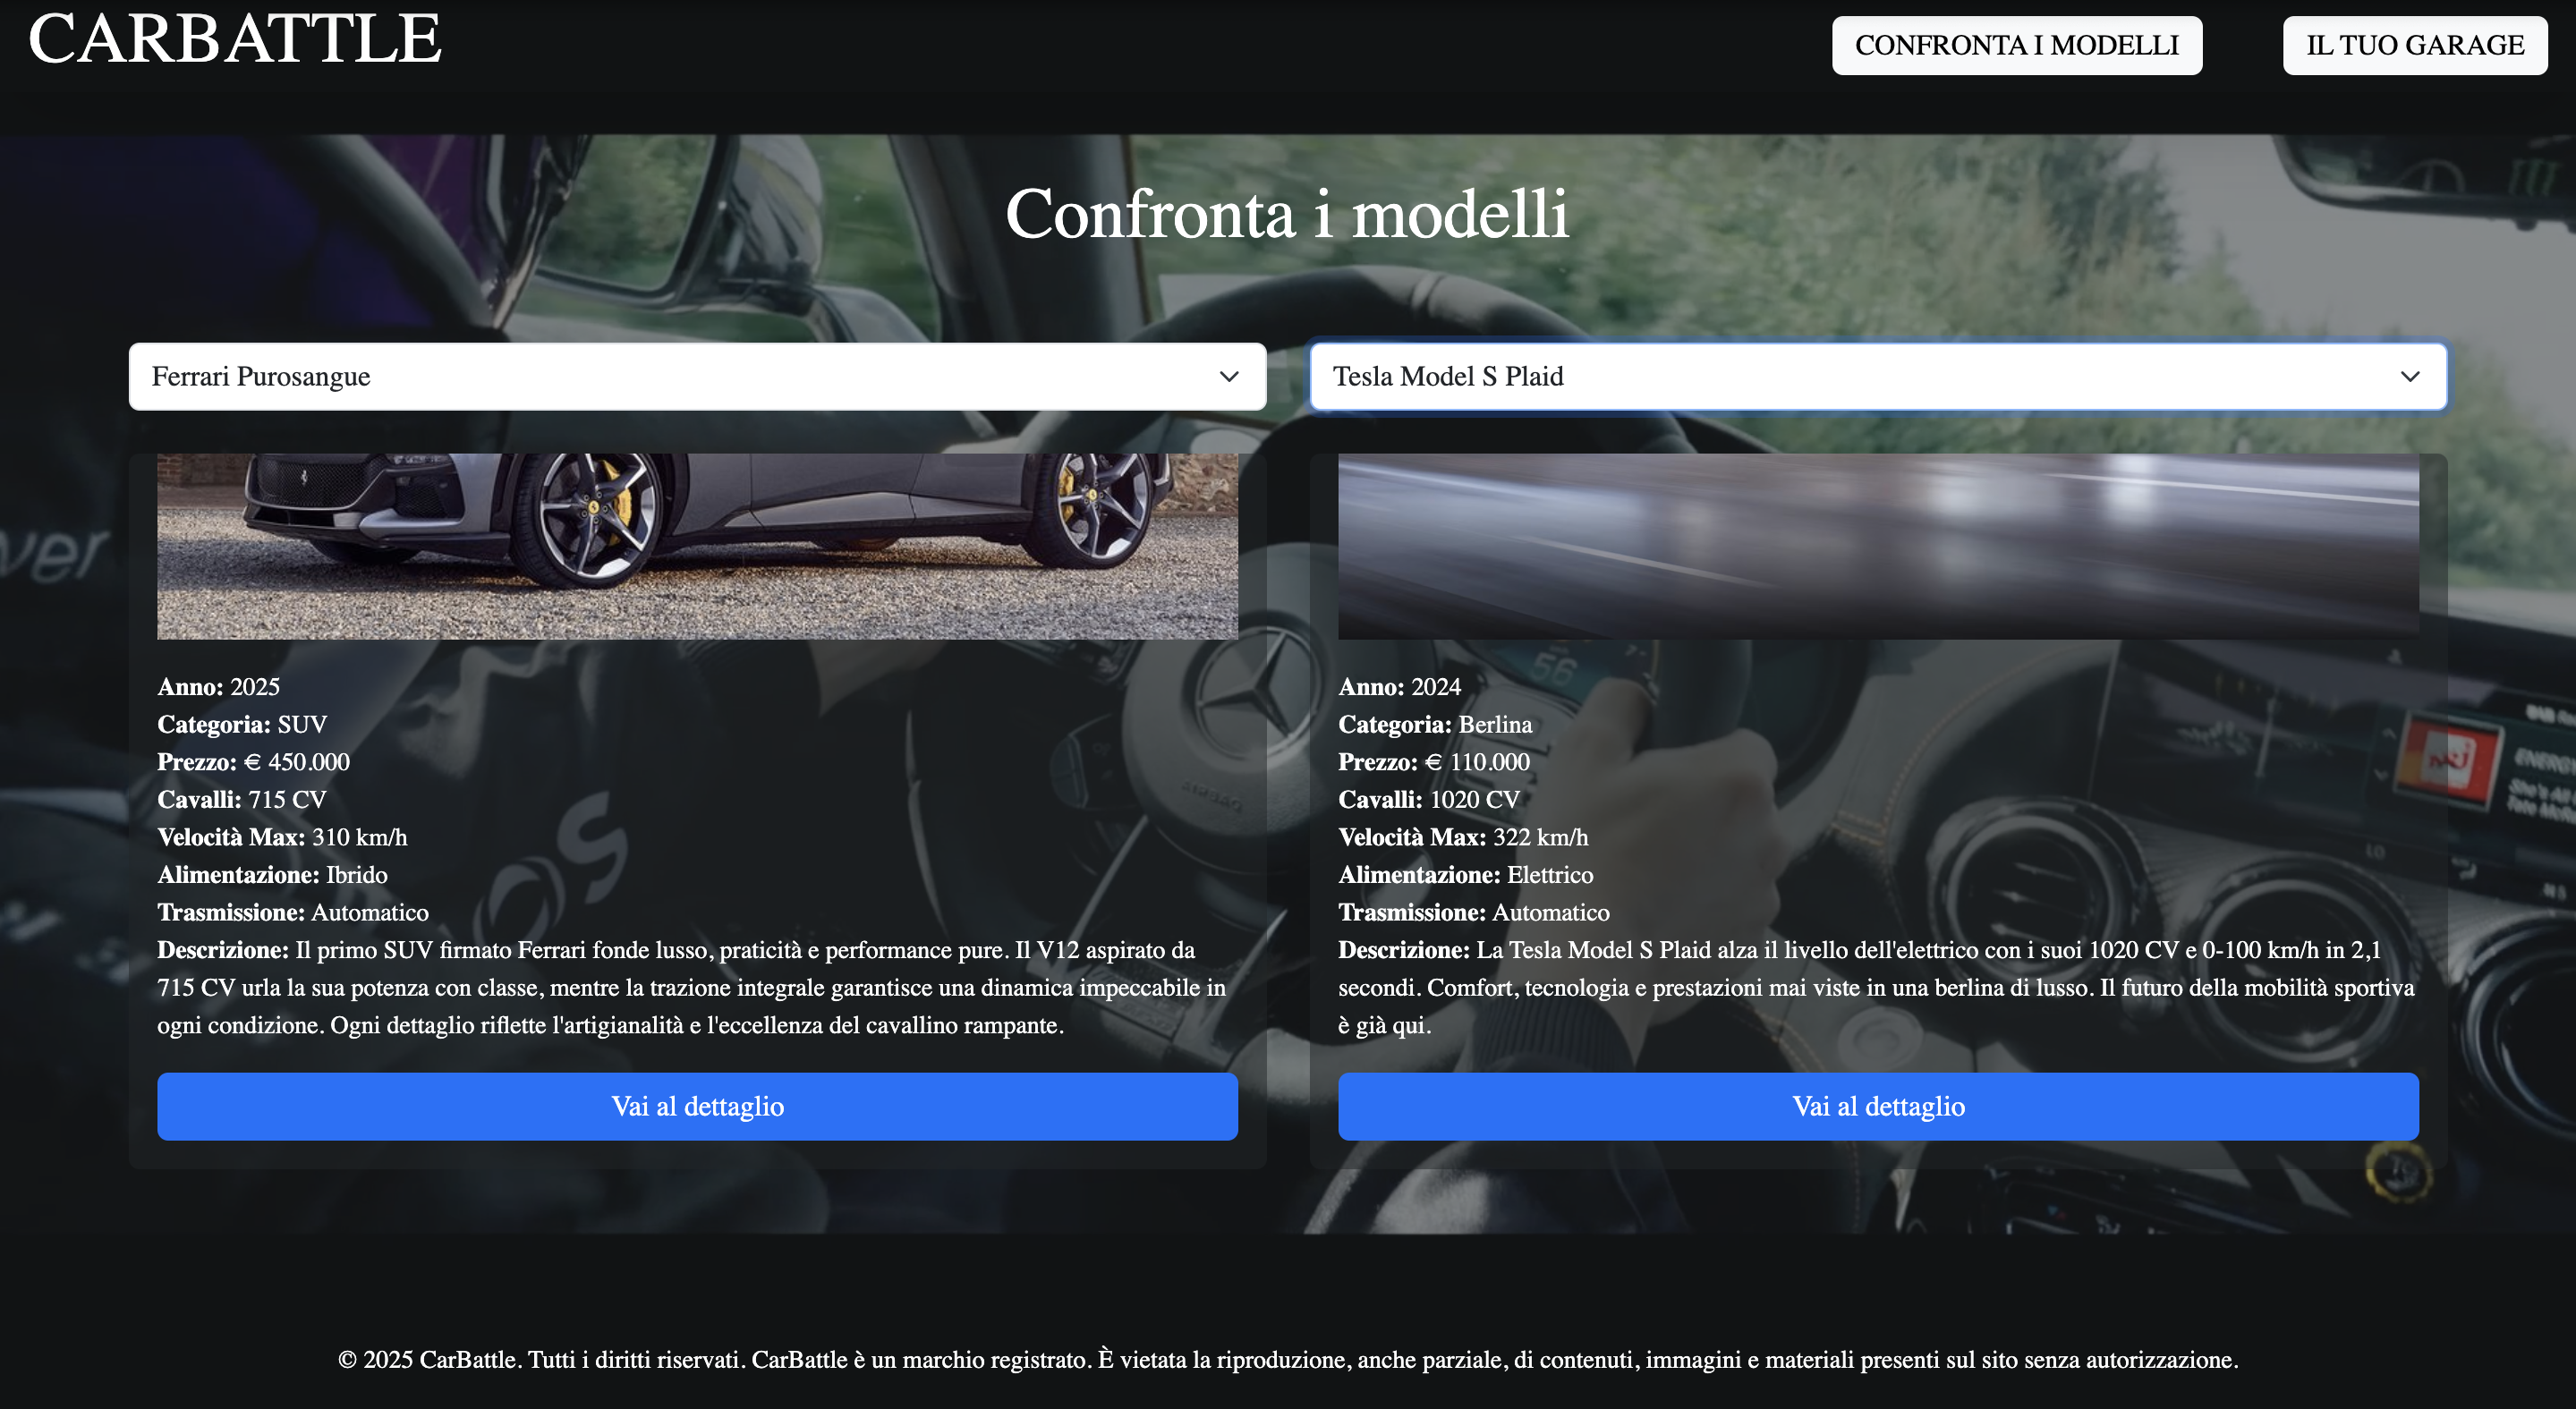 CARBATTLE
CONFRONTA I MODELLI
IL TUO GARAGE
Confronta i modelli
Ferrari Purosangue
Tesla Model S Plaid
ver
Anno: 2025
Categoria: SUV
Prezzo: € 450.000
Cavalli: 715 CV
Velocità Max: 310 km/h
Alimentazione: Ibrido
Trasmissione: Automatico
Descrizione: Il primo SUV firmato Ferrari fonde lusso, praticità e performance pure. Il V12 aspirato da
715 CV urla la sua potenza con classe, mentre la trazione integrale garantisce una dinamica impeccabile in
ogni condizione. Ogni dettaglio riflette l'artigianalità e l'eccellenza del cavallino rampante.
Vai al dettaglio
56
Anno: 2024
Categoria: Berlina
Prezzo: € 110.000
Cavalli: 1020 CV
Velocità Max: 322 km/h
Alimentazione: Elettrico
Trasmissione: Automatico
Descrizione: La Tesla Model S Plaid alza il livello dell'elettrico con i suoi 1020 CV e 0-100 km/h in 2,1
secondi. Comfort, tecnologia e prestazioni mai viste in una berlina di lusso. Il futuro della mobilità sportiva
è già qui.
Vai al dettaglio
AIRBAG
NRJ
ENERGY
LO
© 2025 CarBattle. Tutti i diritti riservati. CarBattle è un marchio registrato. È vietata la riproduzione, anche parziale, di contenuti, immagini e materiali presenti sul sito senza autorizzazione.